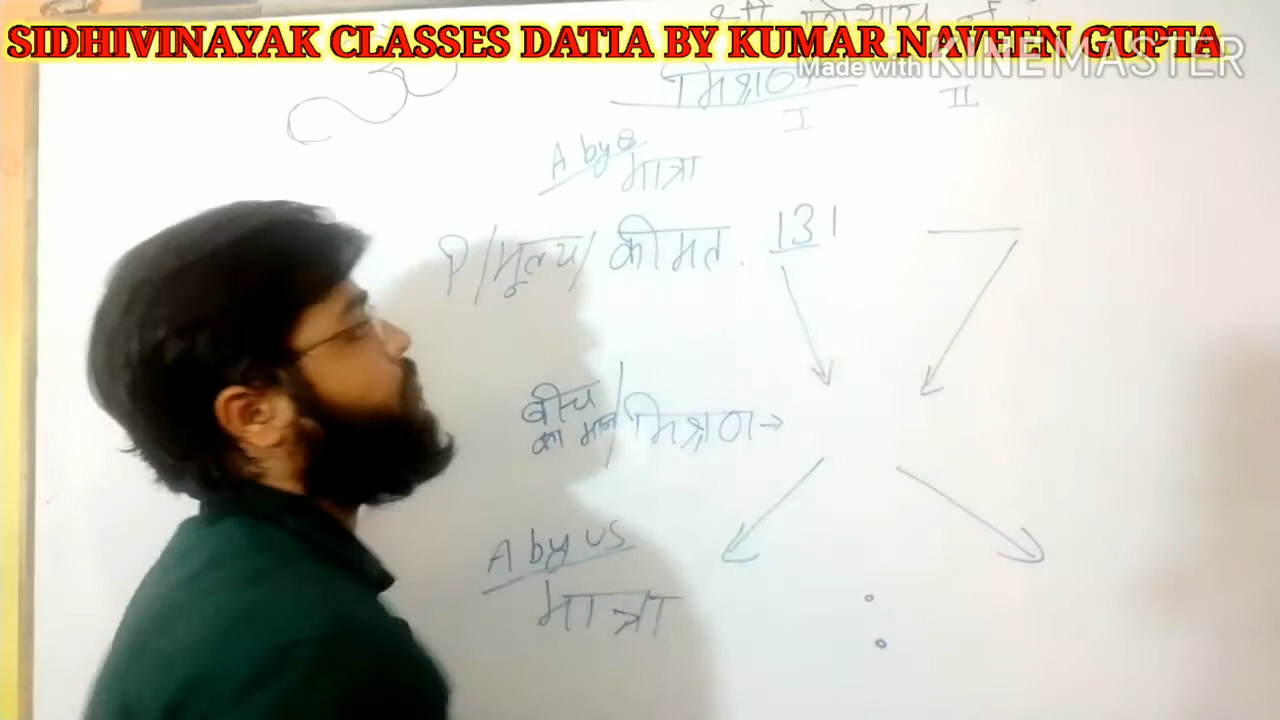 SIDHIVINAYAK CLASSES DATIA BY KUMAR NAVEEN GUPTA
Made with KINEMASTER
मिश्रण
I II
A by
मात्रा
P/मूल्य/ कीमत. 131
बीच
का मान/ मिश्रण→
A by us
मात्रा
: